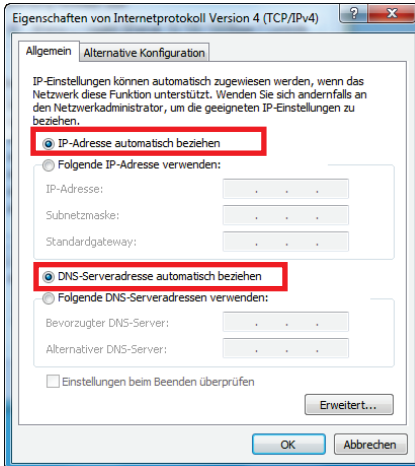 Eigenschaften von Internetprotokoll Version 4 (TCP/IPv4)
Allgemein
Alternative Konfiguration
IP-Einstellungen können automatisch zugewiesen werden, wenn das
Netzwerk diese Funktion unterstützt. Wenden Sie sich andernfalls an
den Netzwerkadministrator, um die geeigneten IP-Einstellungen zu
beziehen.
IP-Adresse automatisch beziehen
Folgende IP-Adresse verwenden:
IP-Adresse:
Subnetzmaske:
Standardgateway:
DNS-Serveradresse automatisch beziehen
Folgende DNS-Serveradressen verwenden:
Bevorzugter DNS-Server:
Alternativer DNS-Server:
Einstellungen beim Beenden überprüfen
Erweitert...
OK
Abbrechen